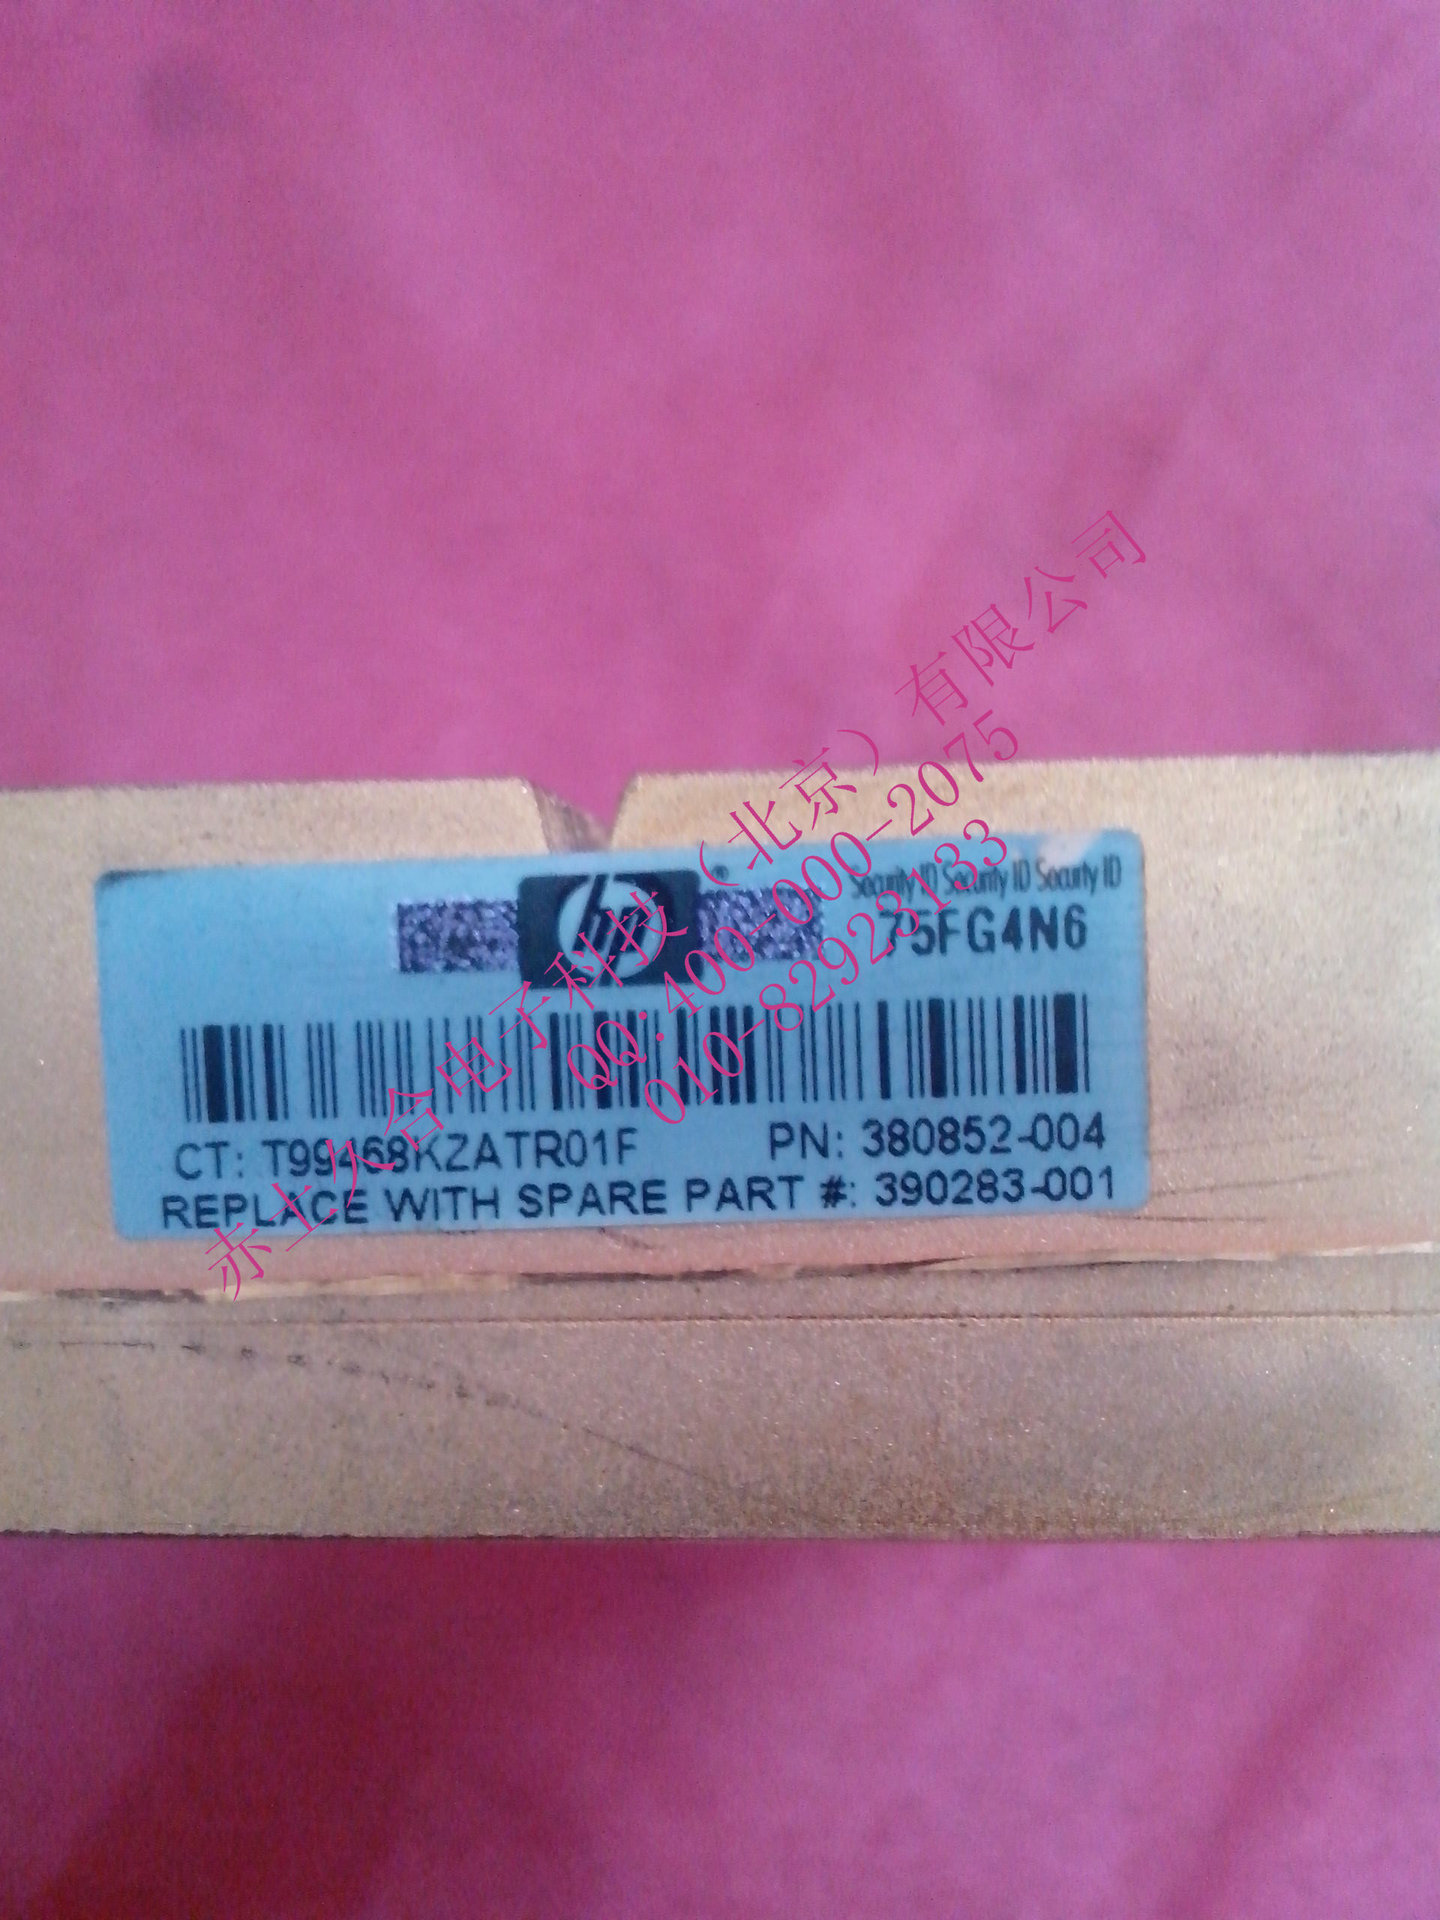 hp®
Security ID Security ID Security ID
75FG4N6
CT: T99468KZATR01F PN: 380852-004
REPLACE WITH SPARE PART #: 390283-001
赤土久合电子科技（北京）有限公司
QQ:400-000-2075
010-82923133